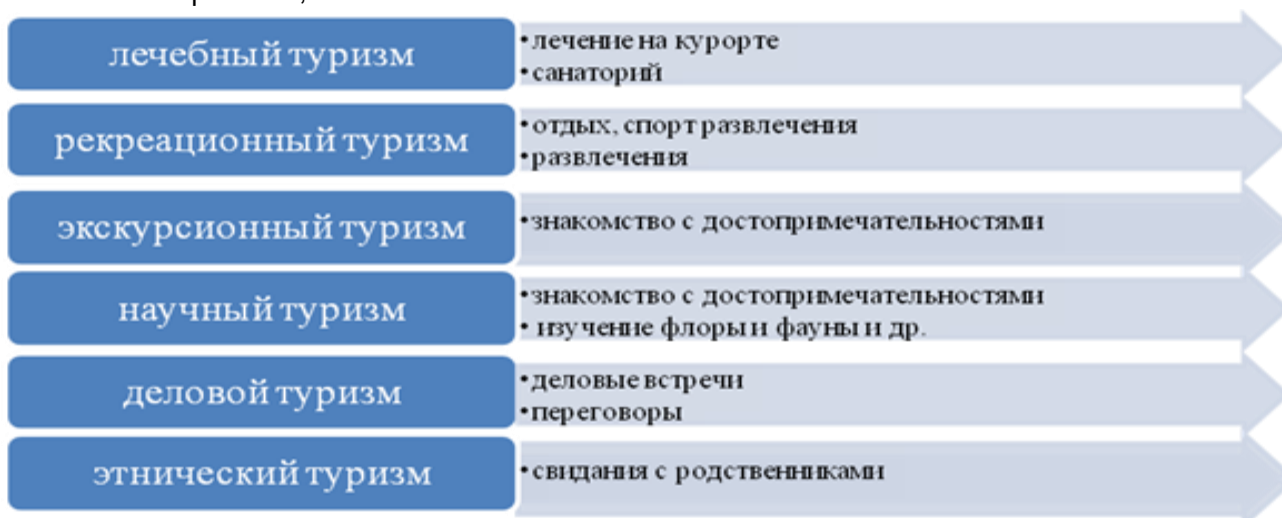 лечебный туризм
•лечение на курорте
•санаторий
рекреационный туризм
•отдых, спорт развлечения
•развлечения
экскурсионный туризм
•знакомство с достопримечательностями
научный туризм
•знакомство с достопримечательностями
• изучение флоры и фауны и др.
деловой туризм
•деловые встречи
•переговоры
этнический туризм
•свидания с родственниками